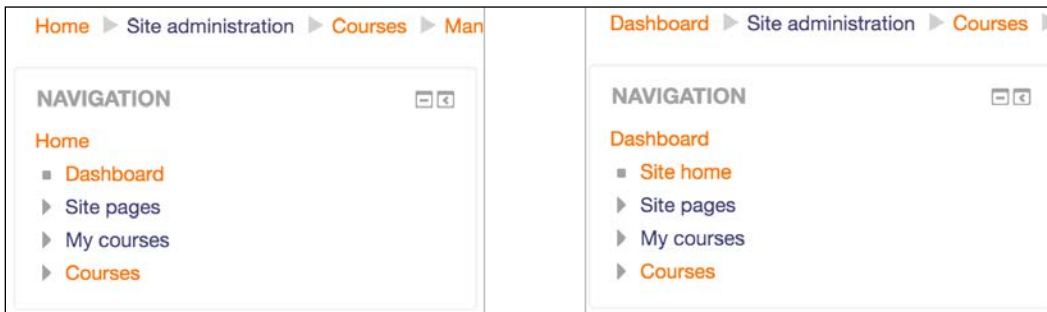 Home ▶ Site administration ▶ Courses ▶ Man
NAVIGATION
Home
Dashboard
Site pages
My courses
Courses
Dashboard ▶ Site administration ▶ Courses ▶
NAVIGATION
Dashboard
Site home
Site pages
My courses
Courses